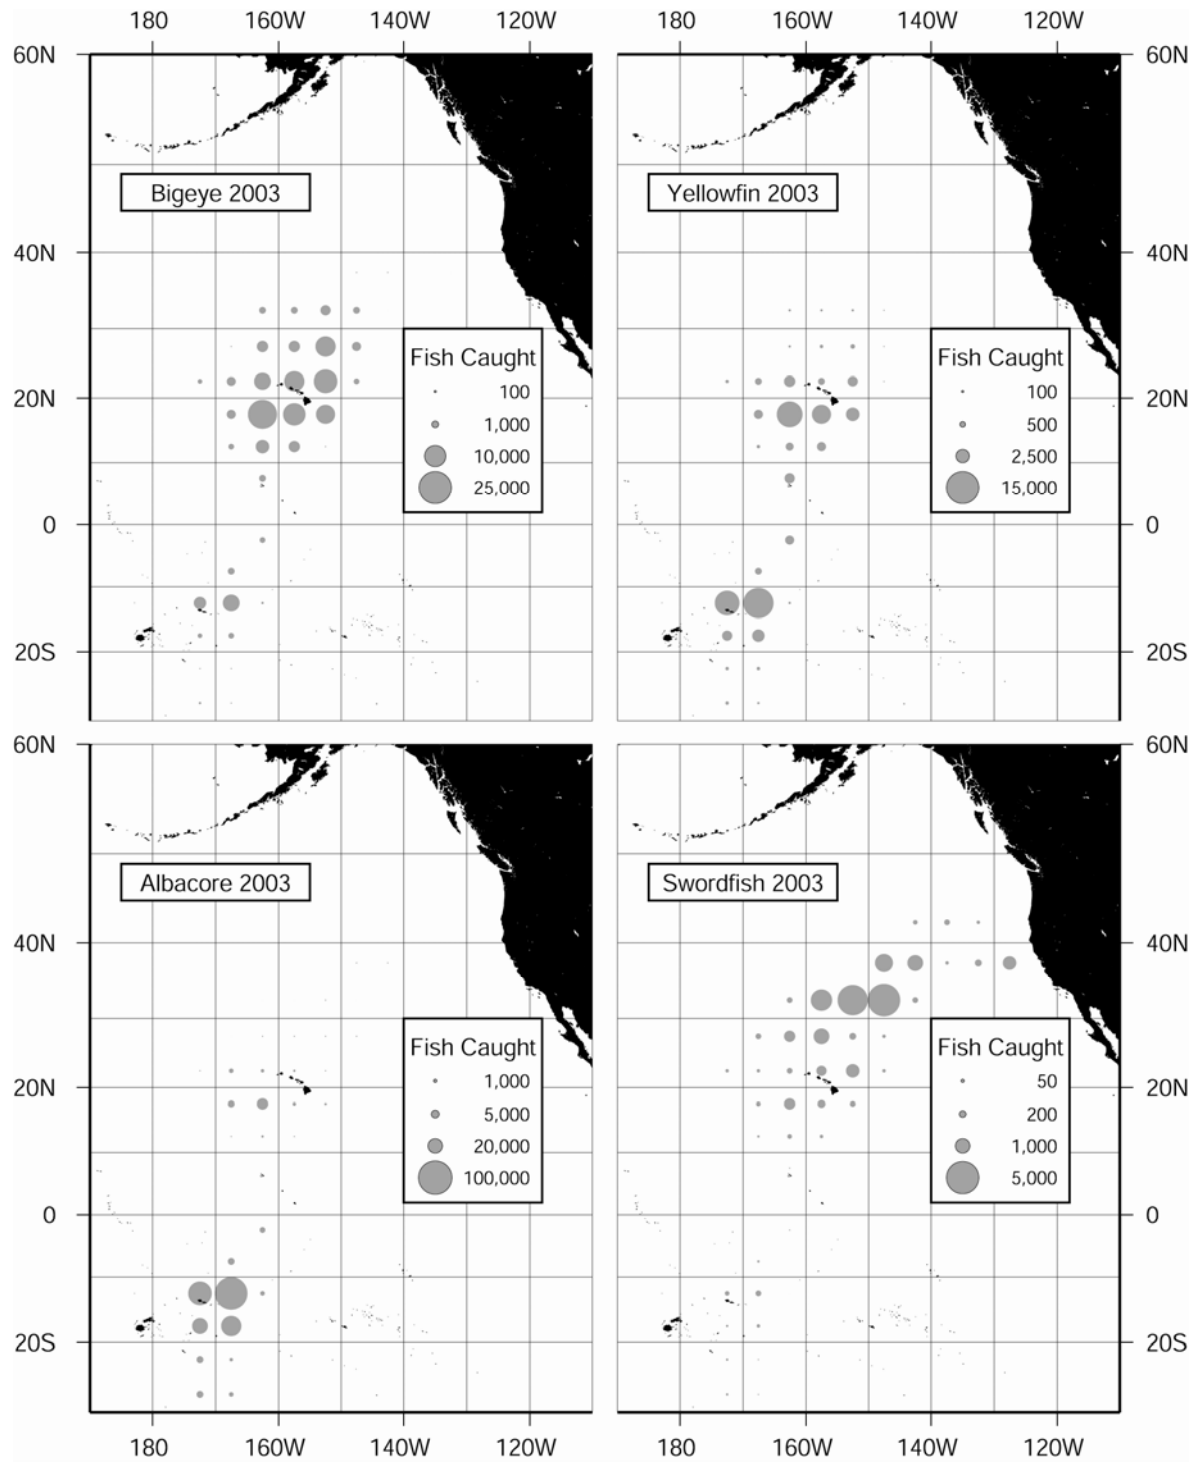 180 160W 140W 120W 180 160W 140W 120W
60N 60N
Bigeye 2003 Yellowfin 2003
40N 40N
Fish Caught Fish Caught
100 100
20N 20N
1,000 500
10,000 2,500
25,000 15,000
0 0
20S 20S
60N 60N
Albacore 2003 Swordfish 2003
40N 40N
Fish Caught Fish Caught
1,000 50
20N 20N
5,000 200
20,000 1,000
100,000 5,000
0 0
20S 20S
180 160W 140W 120W 180 160W 140W 120W